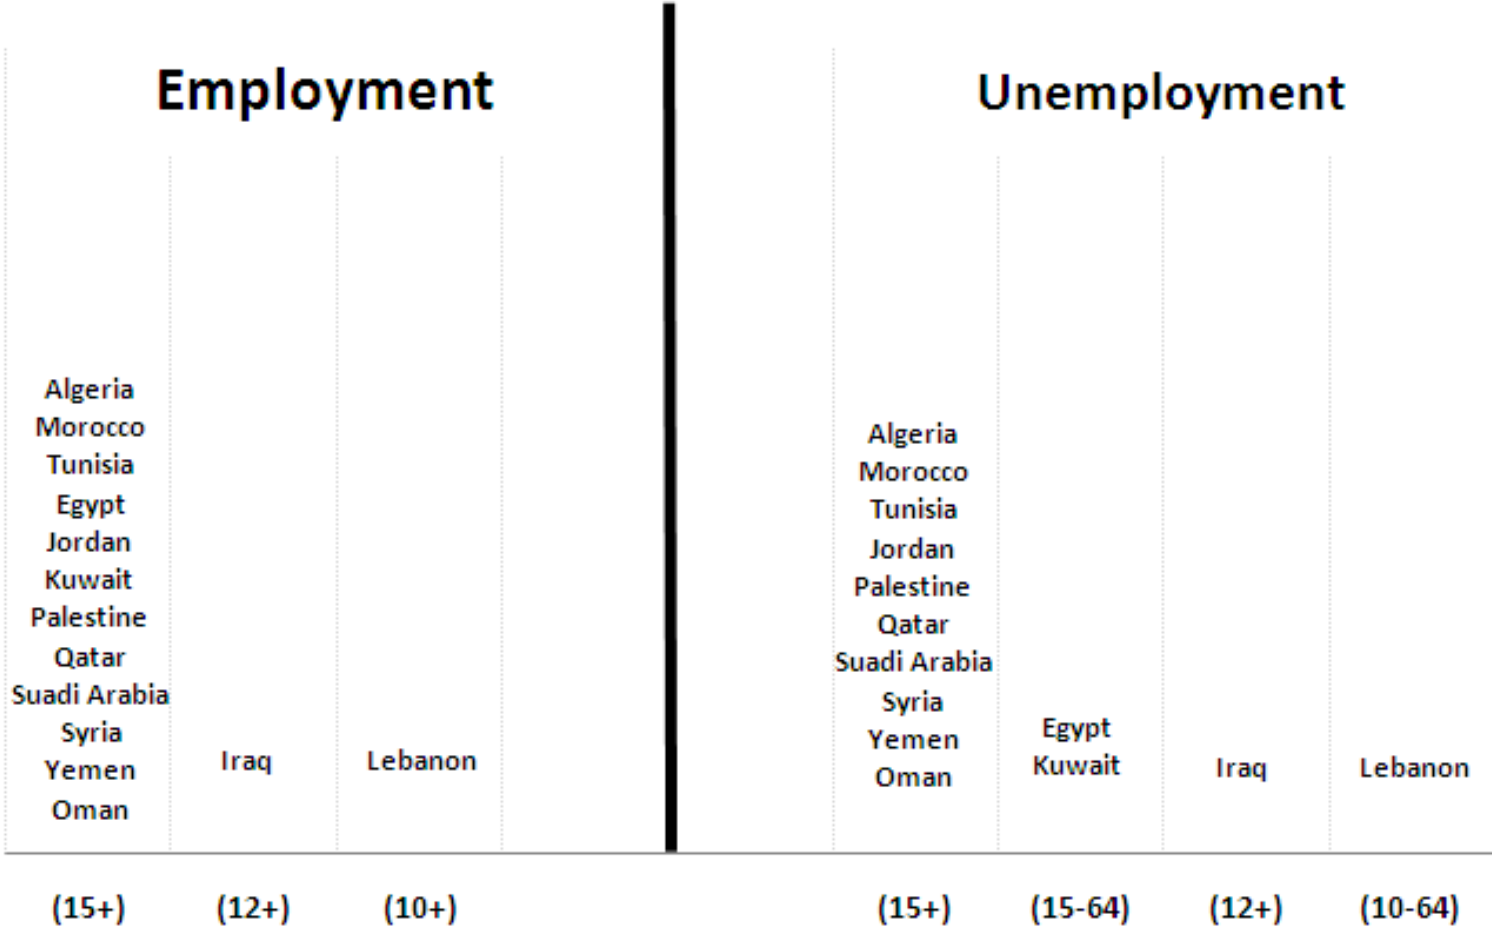 Employment
Algeria
Morocco
Tunisia
Egypt
Jordan
Kuwait
Palestine
Qatar
Suadi Arabia
Syria
Yemen
Oman
Iraq
Lebanon
(15+)
(12+)
(10+)
Unemployment
Algeria
Morocco
Tunisia
Jordan
Palestine
Qatar
Suadi Arabia
Syria
Yemen
Oman
Egypt
Kuwait
Iraq
Lebanon
(15+)
(15-64)
(12+)
(10-64)